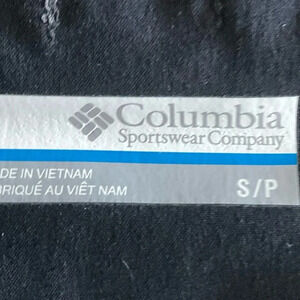 Columbia
Sportswear Company
DE IN VIETNAM
BRIQUÉ AU VIÊT NAM
S/P